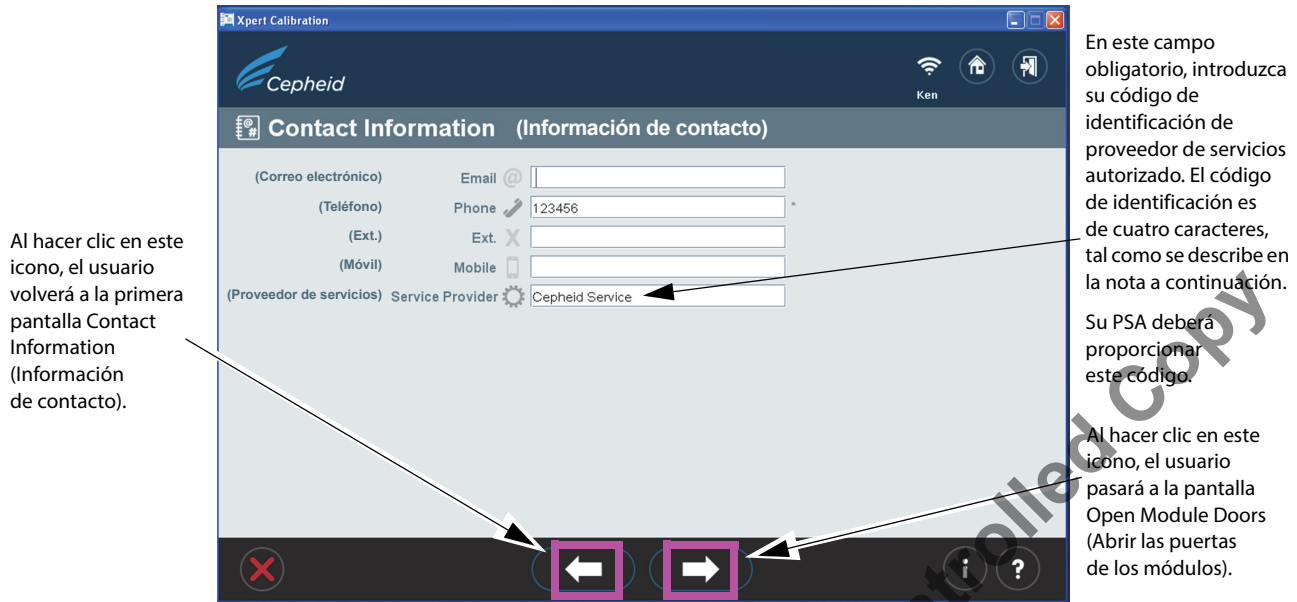 Xpert Calibration
Cepheid
Ken
Contact Information (Información de contacto)
(Correo electrónico) Email @
(Teléfono) Phone 123456 *
(Ext.) Ext. X
(Móvil) Mobile
(Proveedor de servicios) Service Provider Cepheid Service
Al hacer clic en este
icono, el usuario
volverá a la primera
pantalla Contact
Information
(Información
de contacto).
En este campo
obligatorio, introduzca
su código de
identificación de
proveedor de servicios
autorizado. El código
de identificación es
de cuatro caracteres,
tal como se describe en
la nota a continuación.
Su PSA deberá
proporcionar
este código.
Al hacer clic en este
icono, el usuario
pasará a la pantalla
Open Module Doors
(Abrir las puertas
de los módulos).
i ?
Copy